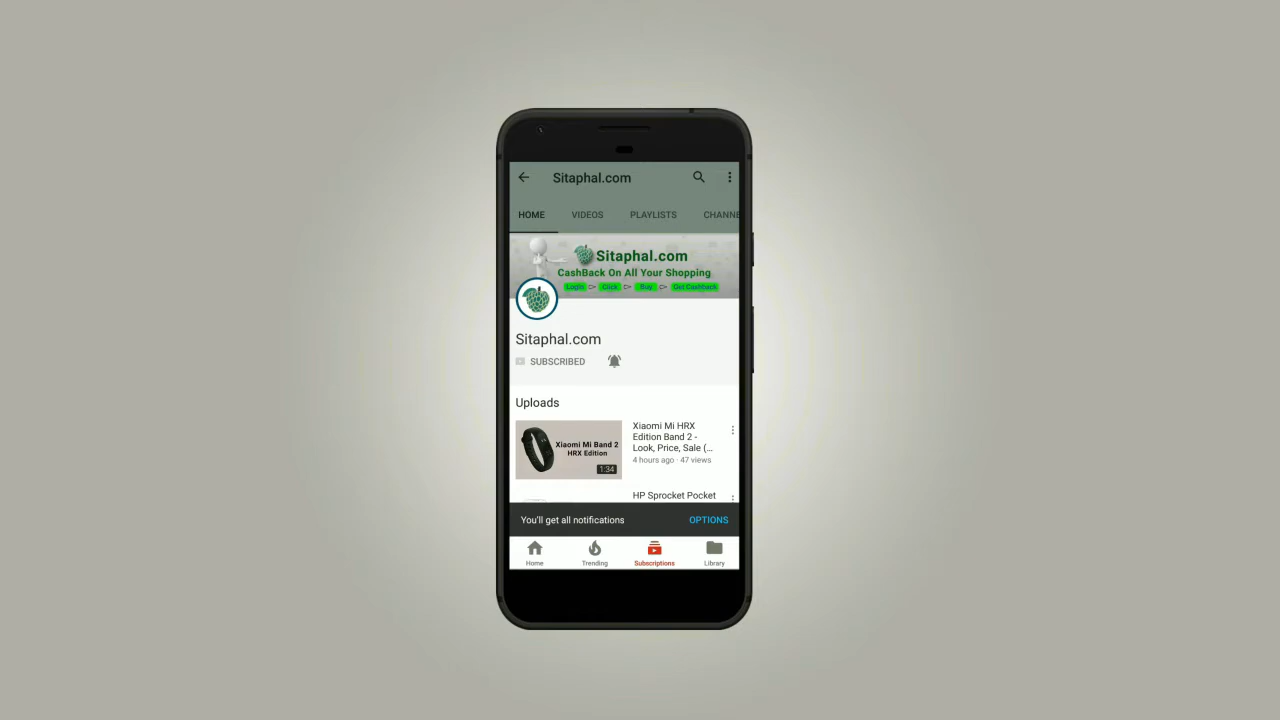 Sitaphal.com
HOME VIDEOS PLAYLISTS CHANNE
Sitaphal.com
CashBack On All Your Shopping
Login Click Buy Get Cashback
Sitaphal.com
SUBSCRIBED
Uploads
Xiaomi Mi Band 2
HRX Edition
1:34
Xiaomi Mi HRX
Edition Band 2 -
Look, Price, Sale (...
4 hours ago · 47 views
HP Sprocket Pocket
You'll get all notifications OPTIONS
Home Trending Subscriptions Library